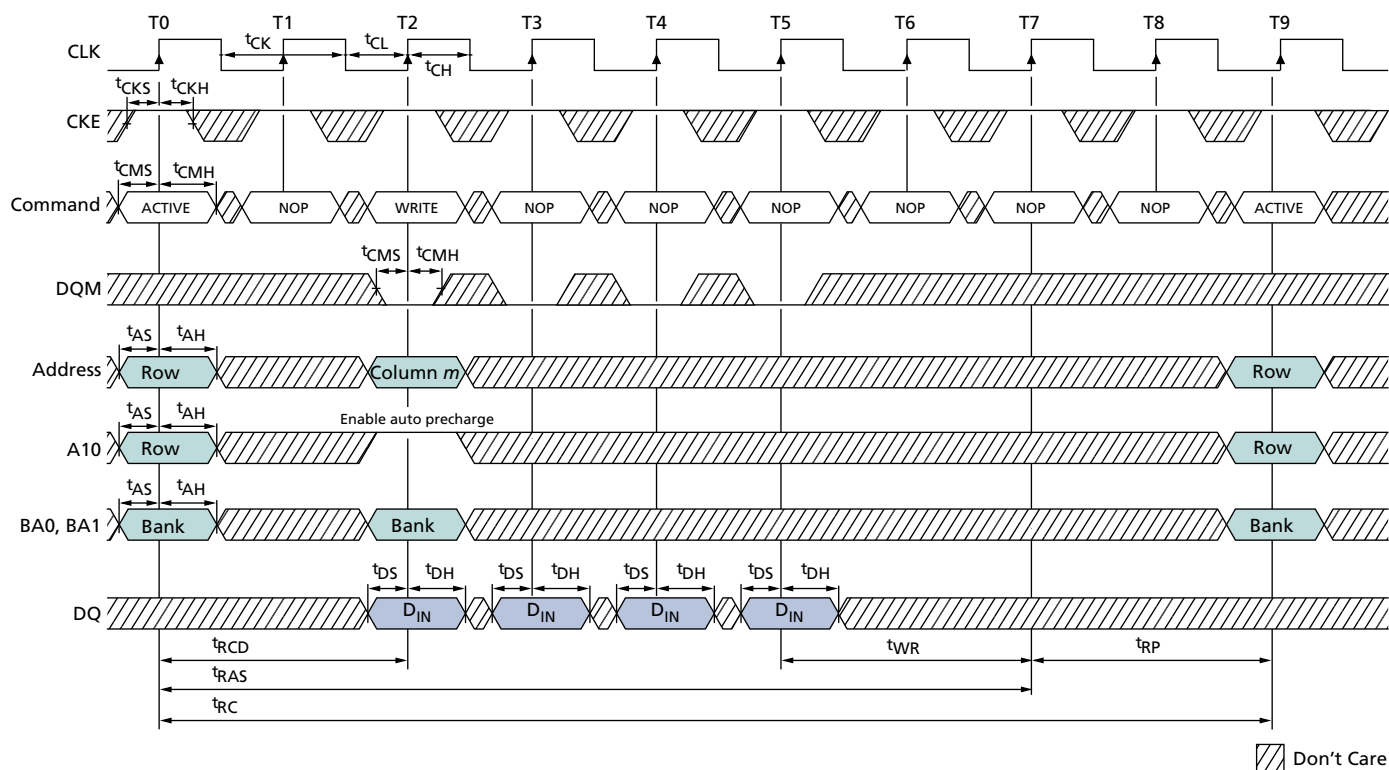 T0 T1 T2 T3 T4 T5 T6 T7 T8 T9
CLK
tCK tCL
tCH
tCKS tCKH
CKE
tCMS tCMH
Command ACTIVE NOP WRITE NOP NOP NOP NOP NOP NOP ACTIVE
tCMS tCMH
DQM
tAS tAH
Address Row Column m Row
tAS tAH
Enable auto precharge
A10 Row Row
tAS tAH
BA0, BA1 Bank Bank Bank
tDS tDH tDS tDH tDS tDH tDS tDH
DQ DIN DIN DIN DIN
tRCD tWR tRP
tRAS
tRC
Don't Care